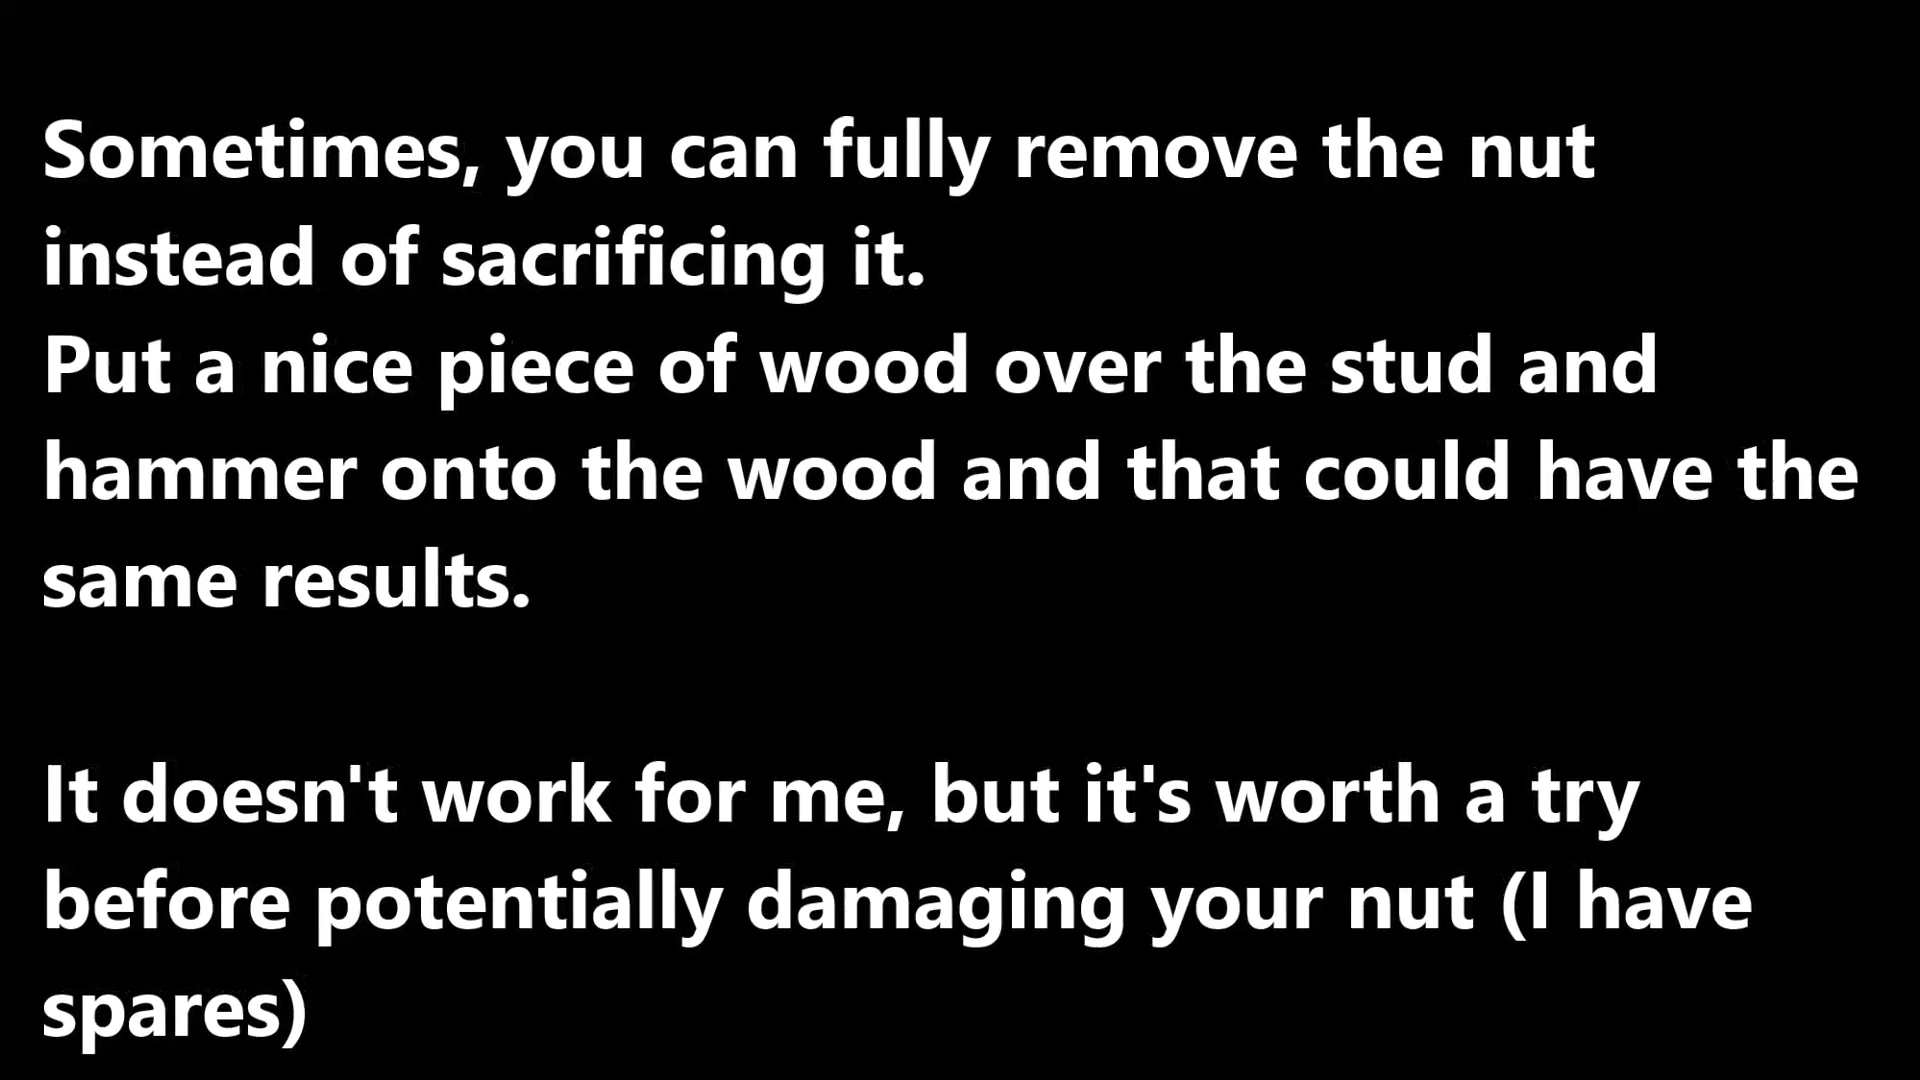 Sometimes, you can fully remove the nut
instead of sacrificing it.
Put a nice piece of wood over the stud and
hammer onto the wood and that could have the
same results.
It doesn't work for me, but it's worth a try
before potentially damaging your nut (I have
spares)